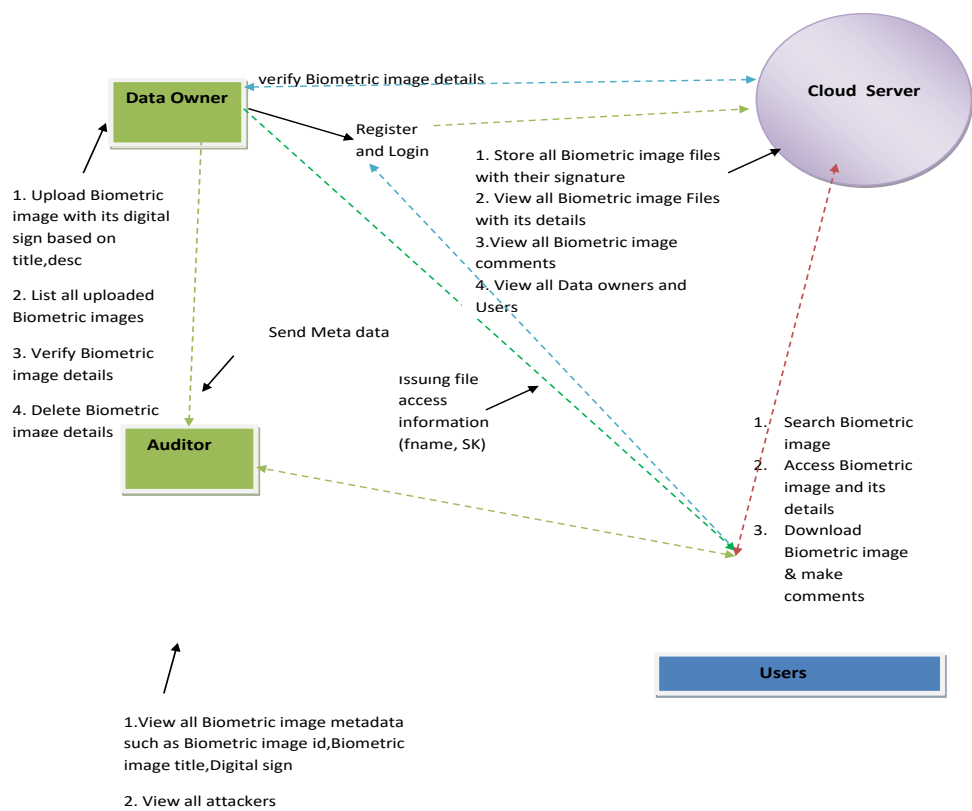 verify Biometric image details
Data Owner
Cloud Server
Register
and Login
1. Store all Biometric image files
with their signature
2. View all Biometric image Files
with its details
3.View all Biometric image
comments
4. View all Data owners and
Users
1. Upload Biometric
image with its digital
sign based on
title,desc
2. List all uploaded
Biometric images
3. Verify Biometric
image details
4. Delete Biometric
image details
Send Meta data
Issuing file
access
information
(fname, SK)
Auditor
1. Search Biometric
image
2. Access Biometric
image and its
details
3. Download
Biometric image
& make
comments
Users
1.View all Biometric image metadata
such as Biometric image id,Biometric
image title,Digital sign
2. View all attackers